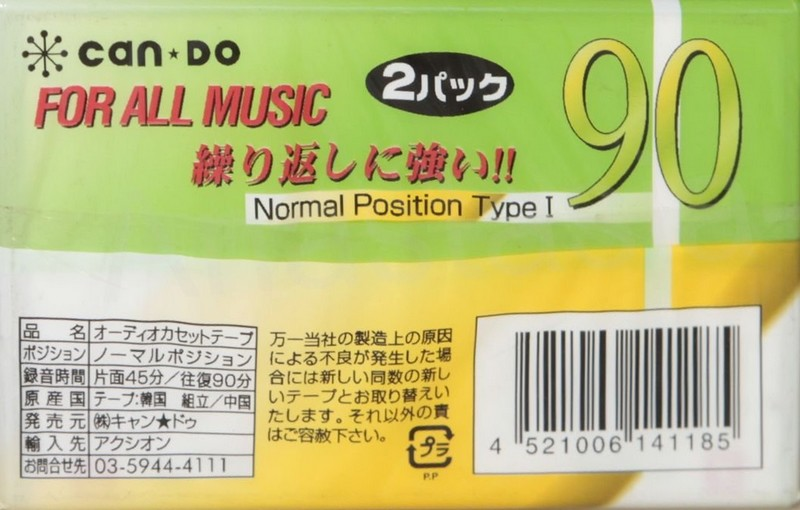 can★DO
FOR ALL MUSIC
2パック
90
繰り返しに強い!!
Normal Position Type I
品名 オーディオカセットテープ
ポジション ノーマルポジション
録音時間 片面45分／往復90分
原産国 テープ:韓国 組立／中国
発売元 ㈱キャン★ドゥ
輸入先 アクシオン
お問合せ先 03-5944-4111
万一当社の製造上の原因
による不良が発生した場
合には新しい同数の新し
いテープとお取り替えい
たします。それ以外の責
はご容赦下さい。
プラ
P.P
4 521006 141185